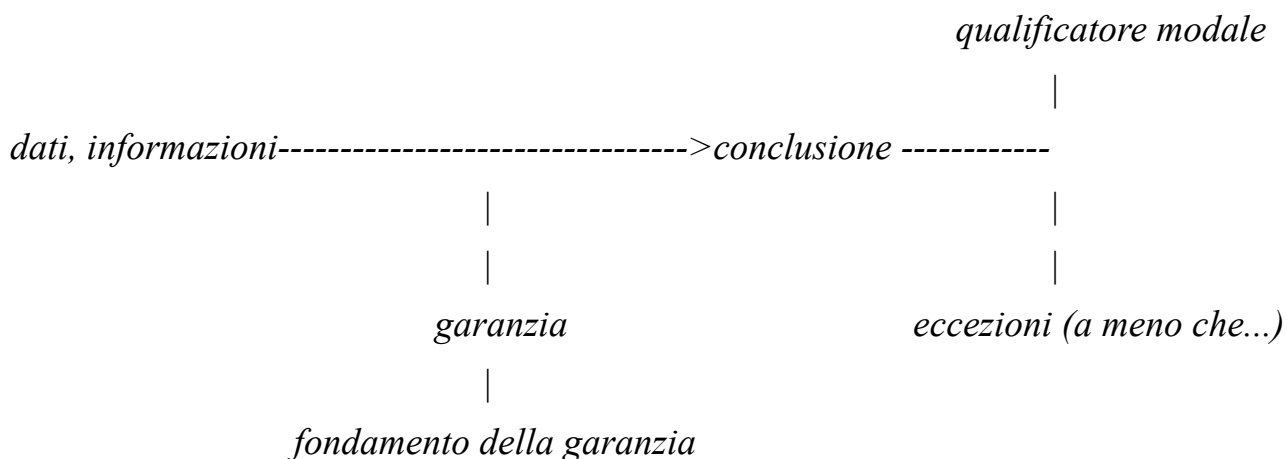 qualificatore modale
|
dati, informazioni--------------------------------->conclusione ------------
| |
| |
garanzia eccezioni (a meno che...)
|
fondamento della garanzia